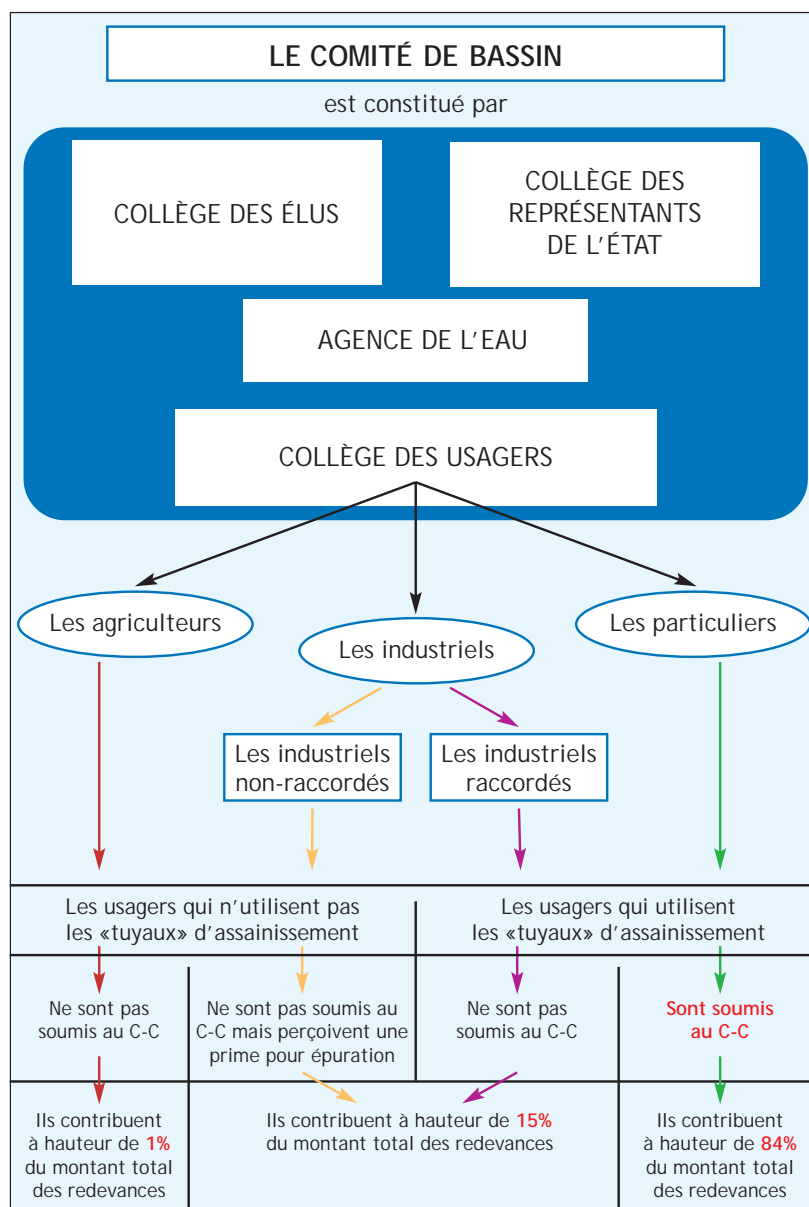 LE COMITÉ DE BASSIN
est constitué par
COLLÈGE DES ÉLUS
COLLÈGE DES
REPRÉSENTANTS
DE L'ÉTAT
AGENCE DE L'EAU
COLLÈGE DES USAGERS
Les agriculteurs
Les industriels
Les particuliers
Les industriels
non-raccordés
Les industriels
raccordés
Les usagers qui n'utilisent pas
les «tuyaux» d'assainissement
Les usagers qui utilisent
les «tuyaux» d'assainissement
Ne sont pas
soumis au C-C
Ne sont pas soumis au
C-C mais perçoivent une
prime pour épuration
Ne sont pas
soumis au C-C
Sont soumis
au C-C
Ils contribuent
à hauteur de 1%
du montant total
des redevances
Ils contribuent à hauteur de 15%
du montant total des redevances
Ils contribuent
à hauteur de 84%
du montant total
des redevances